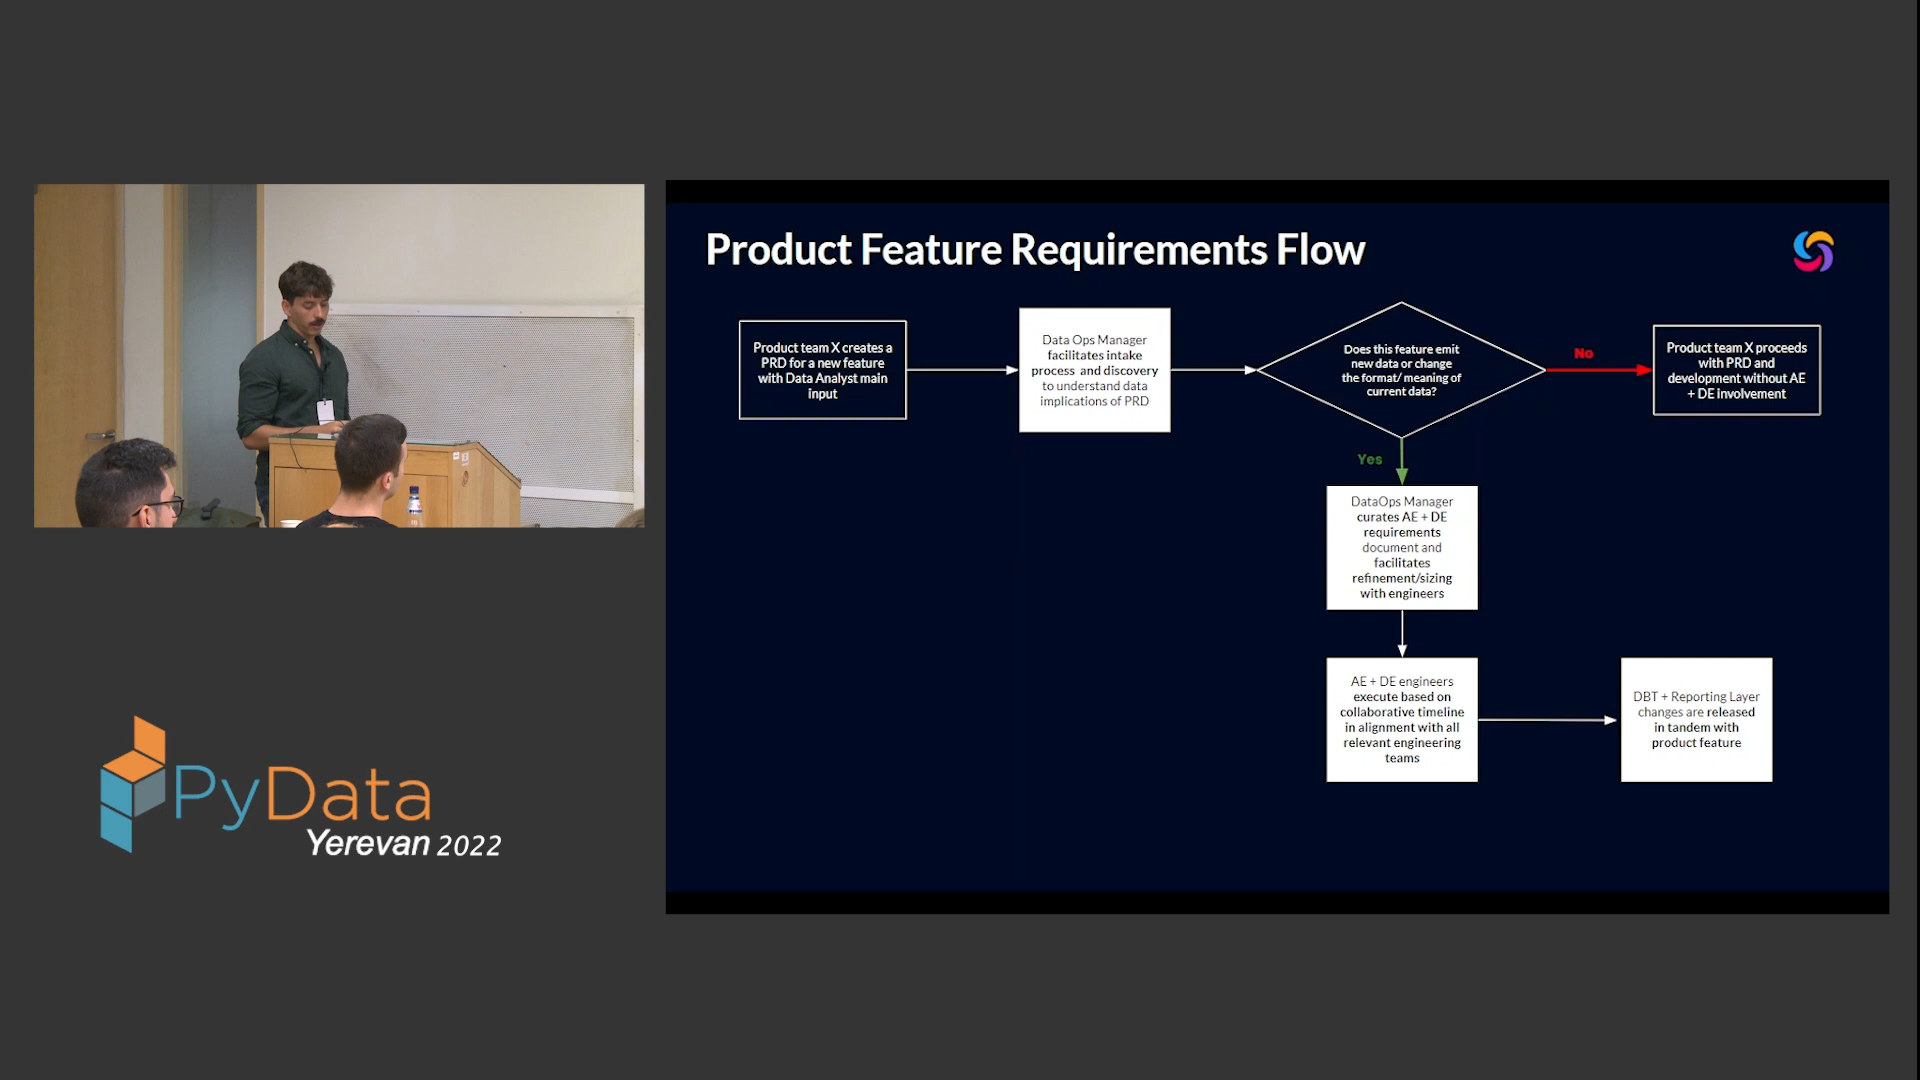 Product Feature Requirements Flow
Product team X creates a
PRD for a new feature
with Data Analyst main
input
Data Ops Manager
facilitates intake
process and discovery
to understand data
implications of PRD
Does this feature emit
new data or change
the format/ meaning of
current data?
No
Product team X proceeds
with PRD and
development without AE
+ DE involvement
Yes
DataOps Manager
curates AE + DE
requirements
document and
facilitates
refinement/sizing
with engineers
AE + DE engineers
execute based on
collaborative timeline
in alignment with all
relevant engineering
teams
DBT + Reporting Layer
changes are released
in tandem with
product feature
PyData
Yerevan 2022